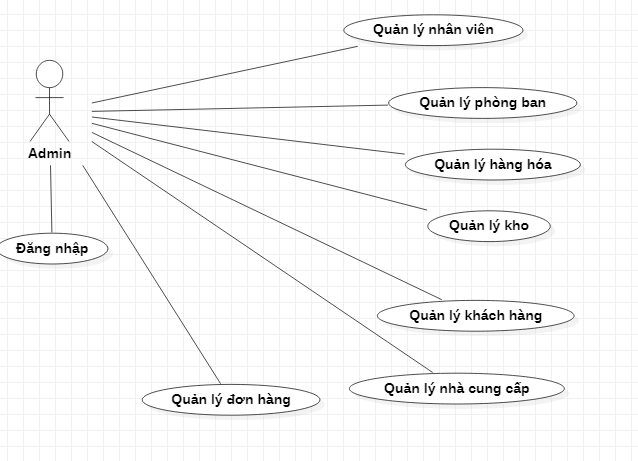 Quản lý nhân viên
Quản lý phòng ban
Admin
Quản lý hàng hóa
Quản lý kho
Đăng nhập
Quản lý khách hàng
Quản lý nhà cung cấp
Quản lý đơn hàng